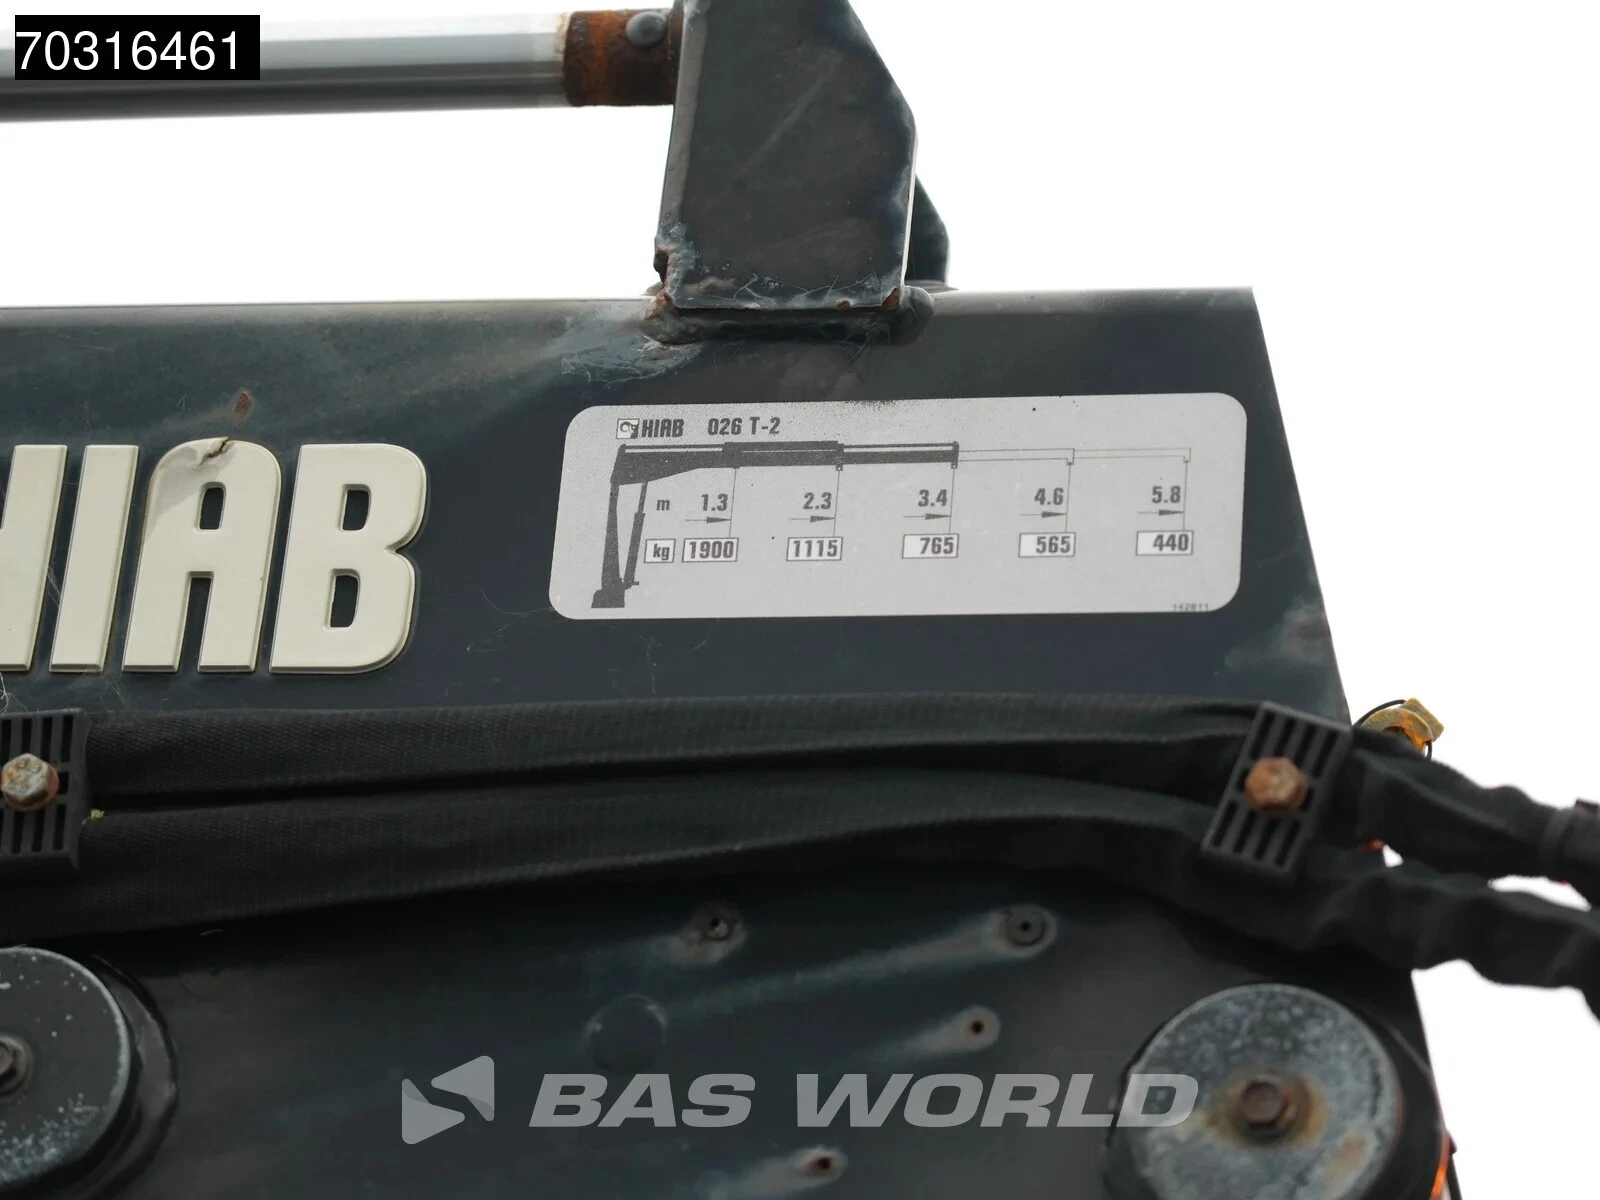 70316461
HIAB 026 T-2
m 1.3 2.3 3.4 4.6 5.8
kg 1900 1115 765 565 440
142611
HIAB
BAS WORLD